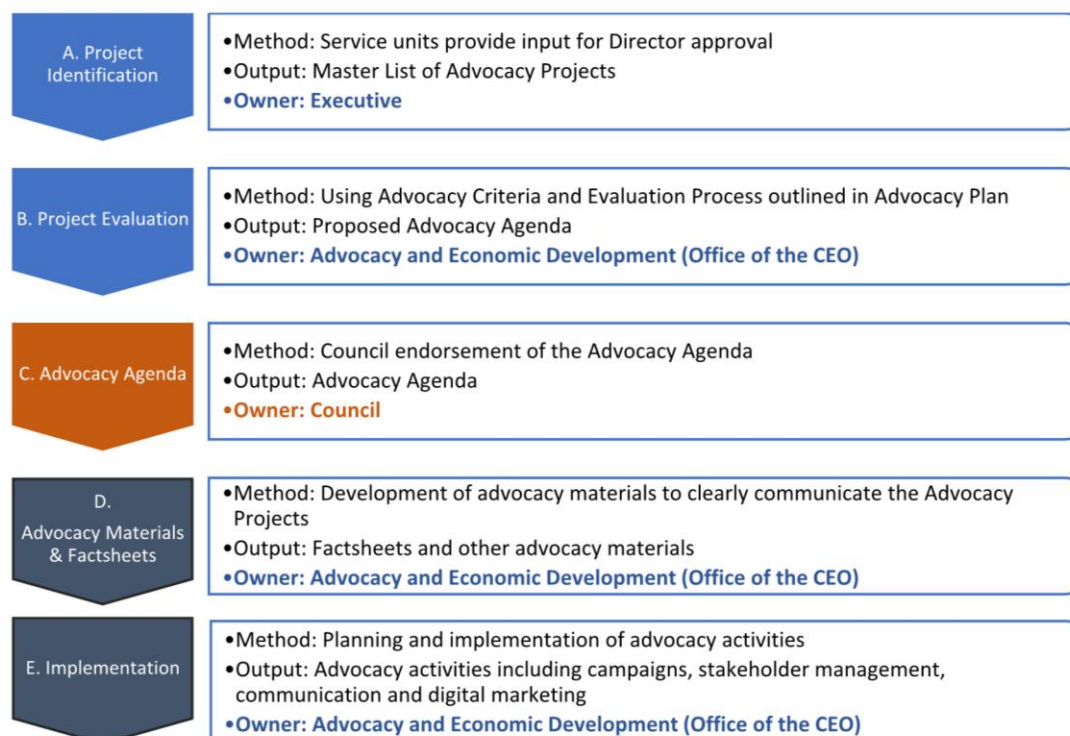 A. Project
Identification
•Method: Service units provide input for Director approval
•Output: Master List of Advocacy Projects
•Owner: Executive
B. Project Evaluation
•Method: Using Advocacy Criteria and Evaluation Process outlined in Advocacy Plan
•Output: Proposed Advocacy Agenda
•Owner: Advocacy and Economic Development (Office of the CEO)
C. Advocacy Agenda
•Method: Council endorsement of the Advocacy Agenda
•Output: Advocacy Agenda
•Owner: Council
D.
Advocacy Materials
& Factsheets
•Method: Development of advocacy materials to clearly communicate the Advocacy
Projects
•Output: Factsheets and other advocacy materials
•Owner: Advocacy and Economic Development (Office of the CEO)
E. Implementation
•Method: Planning and implementation of advocacy activities
•Output: Advocacy activities including campaigns, stakeholder management,
communication and digital marketing
•Owner: Advocacy and Economic Development (Office of the CEO)